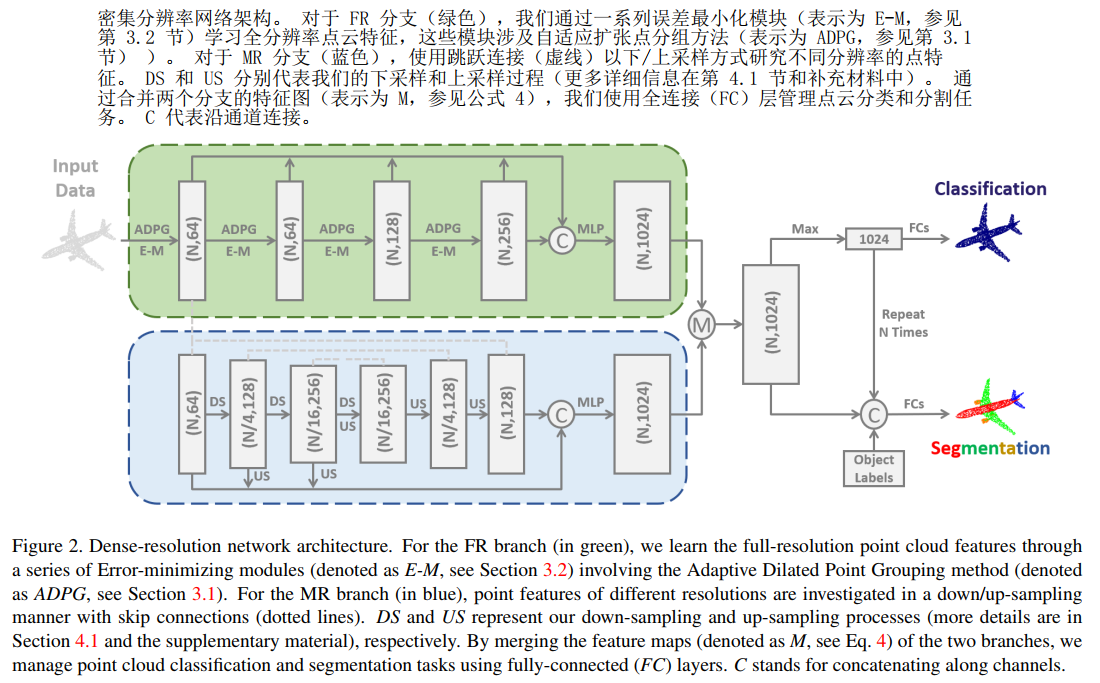 密集分辨率网络架构。 对于 FR 分支（绿色），我们通过一系列误差最小化模块（表示为 E-M，参见
第 3.2 节）学习全分辨率点云特征，这些模块涉及自适应扩张点分组方法（表示为 ADPG，参见第 3.1
节） ）。 对于 MR 分支（蓝色），使用跳跃连接（虚线）以下/上采样方式研究不同分辨率的点特
征。 DS 和 US 分别代表我们的下采样和上采样过程（更多详细信息在第 4.1 节和补充材料中）。 通
过合并两个分支的特征图（表示为 M，参见公式 4），我们使用全连接（FC）层管理点云分类和分割任
务。 C 代表沿通道连接。
Input
Data
ADPG
E-M
(N,64)
ADPG
E-M
(N,64)
ADPG
E-M
(N,128)
ADPG
E-M
(N,256)
C
MLP
(N,1024)
(N,64)
DS
(N/4,128)
US
DS
(N/16,256)
US
DS
US
(N/16,256)
US
(N/4,128)
US
(N,128)
C
MLP
(N,1024)
M
(N,1024)
Max
1024
FCs
Classification
Repeat
N Times
C
FCs
Object
Labels
Segmentation
Figure 2. Dense-resolution network architecture. For the FR branch (in green), we learn the full-resolution point cloud features through
a series of Error-minimizing modules (denoted as E-M, see Section 3.2) involving the Adaptive Dilated Point Grouping method (denoted
as ADPG, see Section 3.1). For the MR branch (in blue), point features of different resolutions are investigated in a down/up-sampling
manner with skip connections (dotted lines). DS and US represent our down-sampling and up-sampling processes (more details are in
Section 4.1 and the supplementary material), respectively. By merging the feature maps (denoted as M, see Eq. 4) of the two branches, we
manage point cloud classification and segmentation tasks using fully-connected (FC) layers. C stands for concatenating along channels.